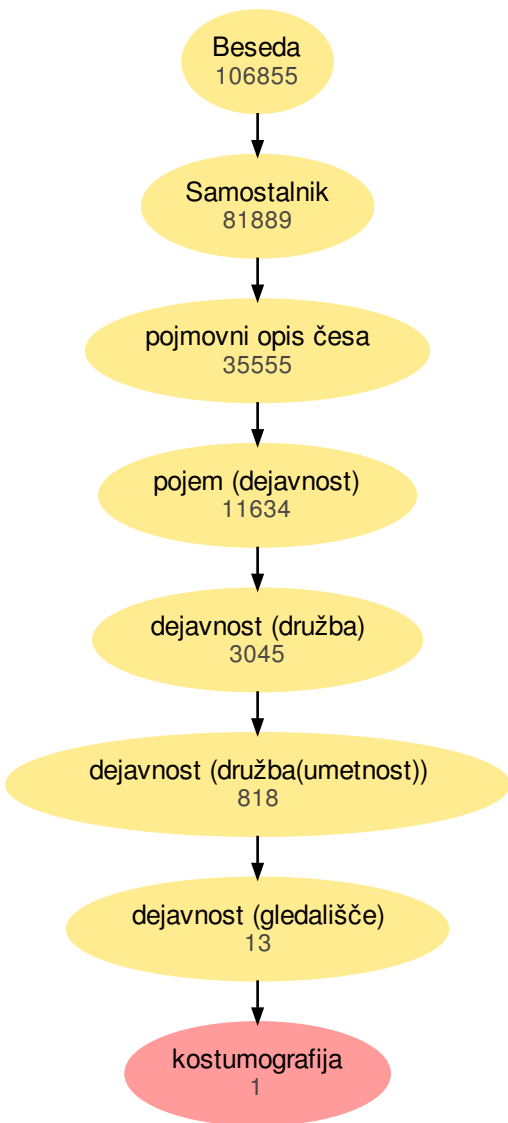 Beseda
106855
Samostalnik
81889
pojmovni opis česa
35555
pojem (dejavnost)
11634
dejavnost (družba)
3045
dejavnost (družba(umetnost))
818
dejavnost (gledališče)
13
kostumografija
1